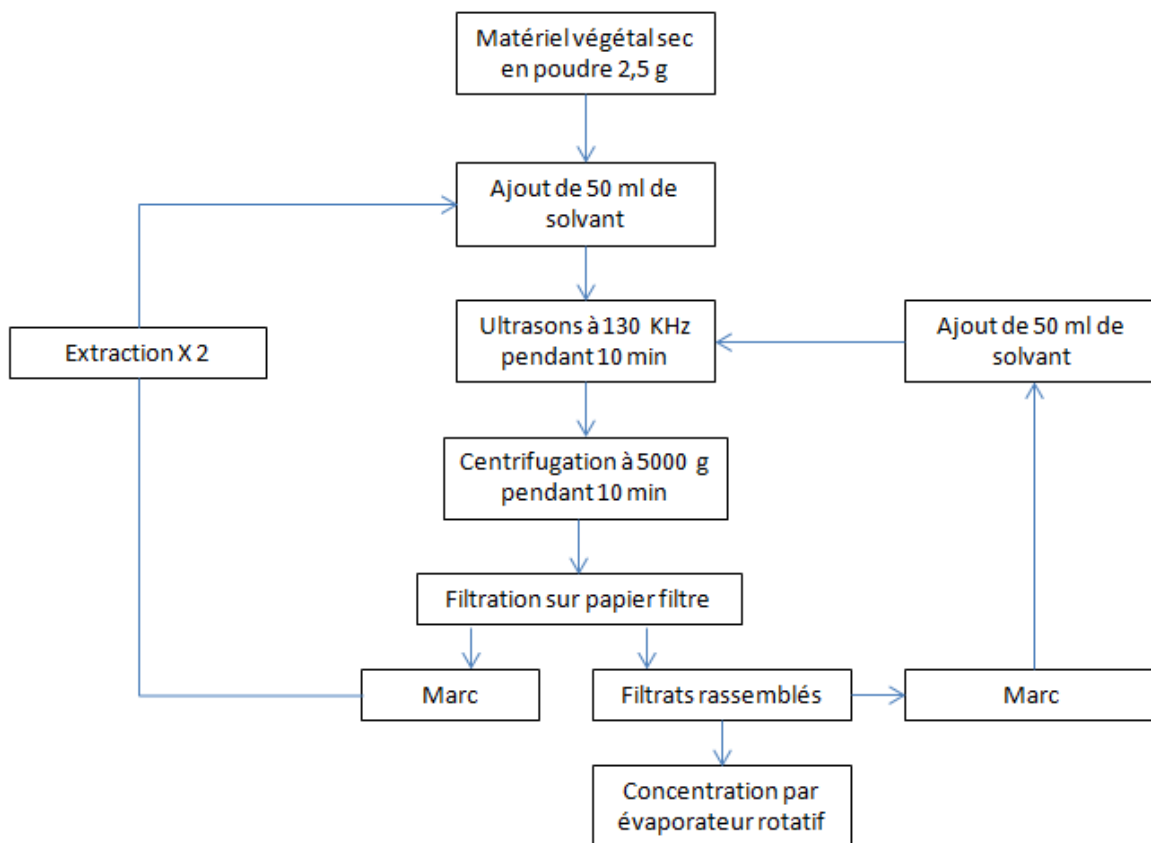 Matériel végétal sec
en poudre 2,5 g
Ajout de 50 ml de
solvant
Ultrasons à 130 KHz
pendant 10 min
Ajout de 50 ml de
solvant
Extraction X 2
Centrifugation à 5000 g
pendant 10 min
Filtration sur papier filtre
Marc
Filtrats rassemblés
Marc
Concentration par
évaporateur rotatif